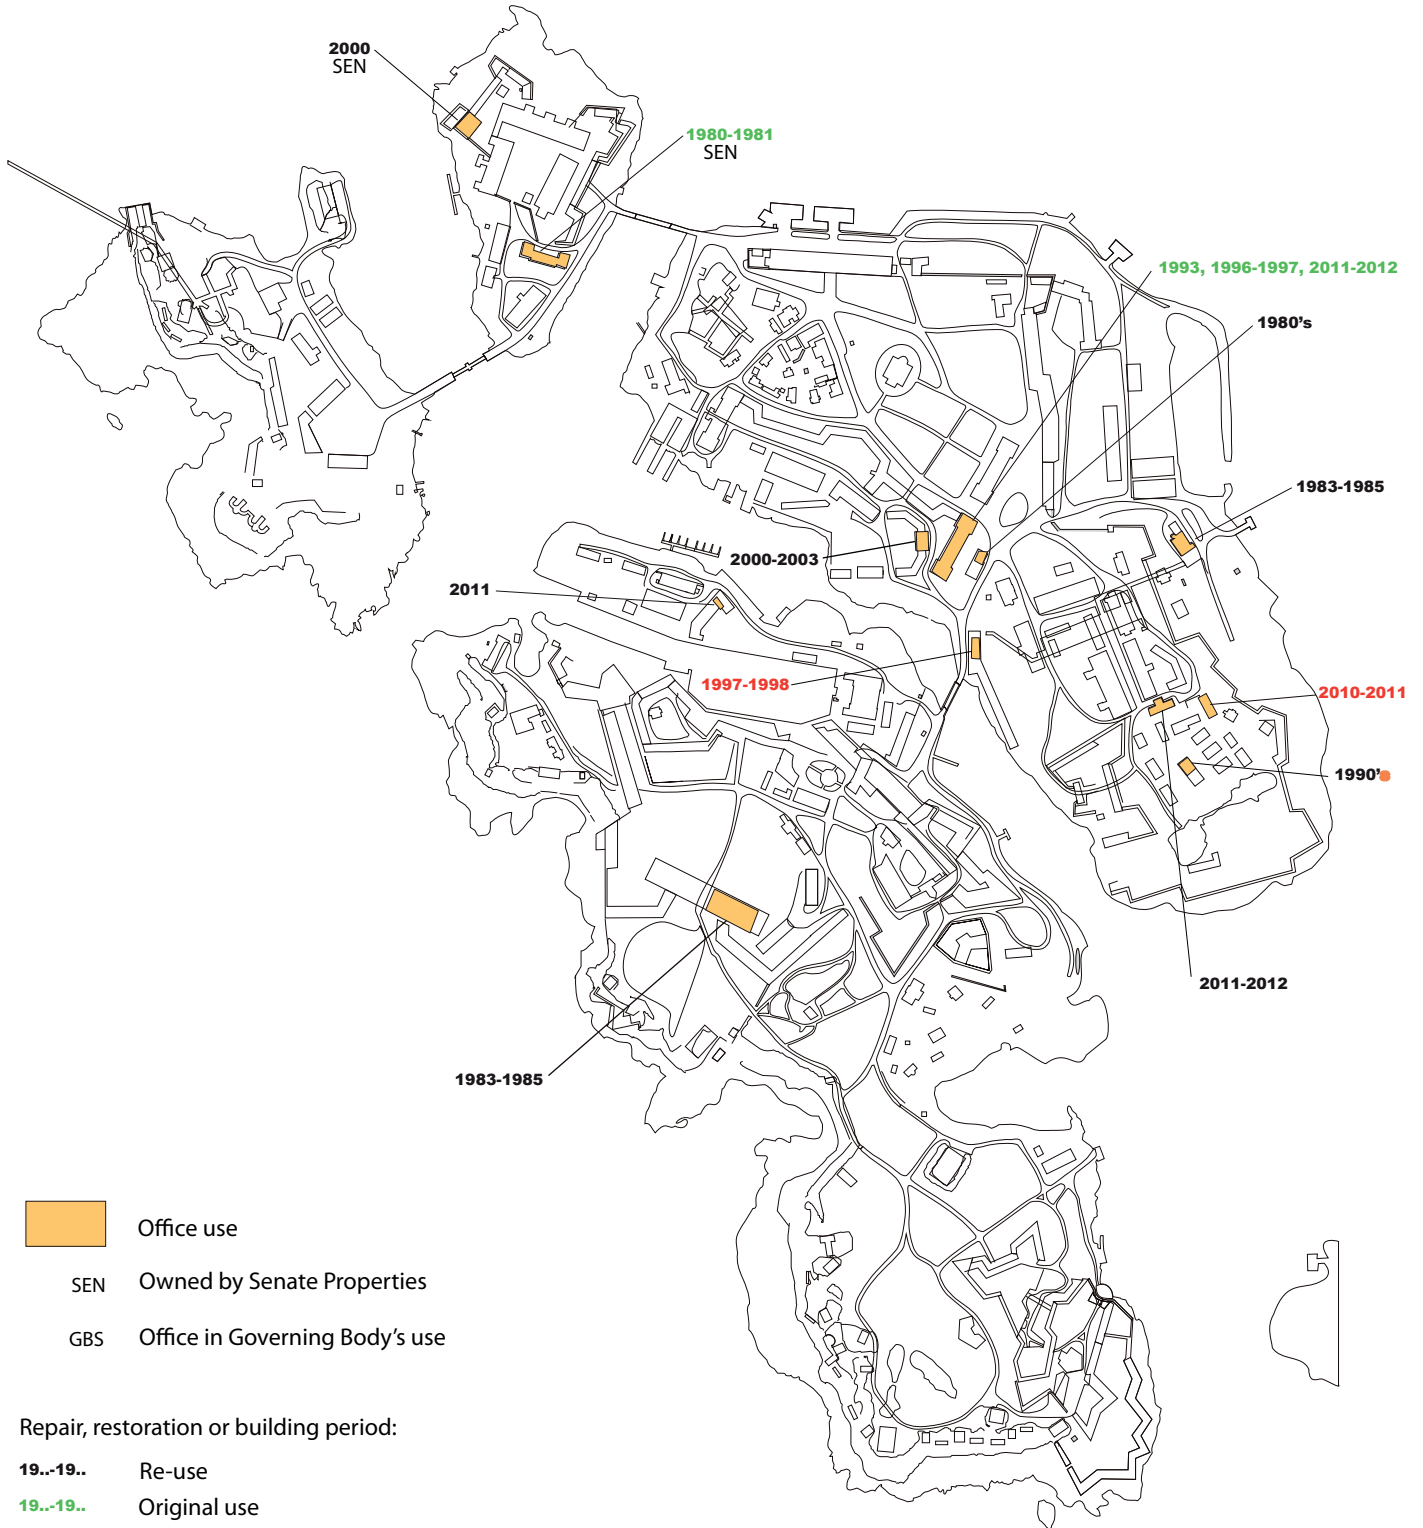 2000
SEN
1980-1981
SEN
1993, 1996-1997, 2011-2012
1980's
1983-1985
2000-2003
2011
1997-1998
2010-2011
1990'
2011-2012
1983-1985
Office use
SEN Owned by Senate Properties
GBS Office in Governing Body's use
Repair, restoration or building period:
19..-19.. Re-use
19..-19.. Original use